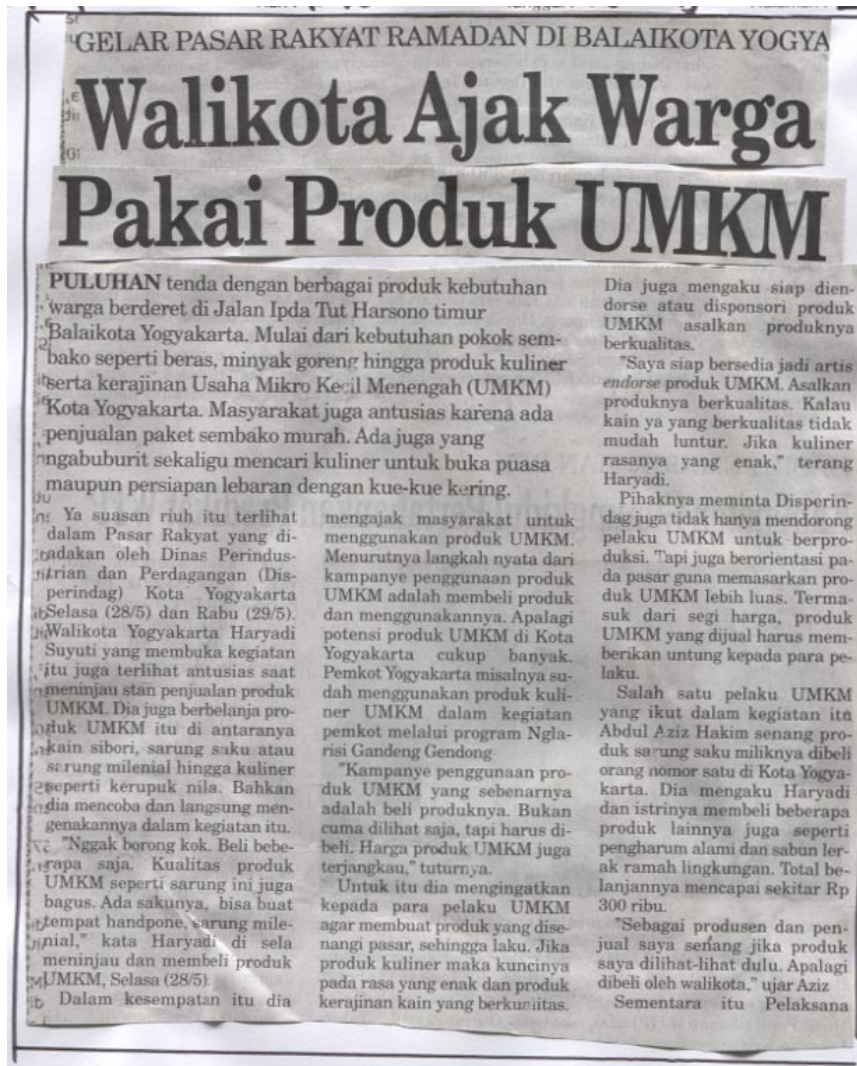 GELAR PASAR RAKYAT RAMADAN DI BALAIKOTA YOGYA
Walikota Ajak Warga
Pakai Produk UMKM
PULUHAN tenda dengan berbagai produk kebutuhan
warga berderet di Jalan Ipda Tut Harsono timur
Balaikota Yogyakarta. Mulai dari kebutuhan pokok sem-
bako seperti beras, minyak goreng hingga produk kuliner
serta kerajinan Usaha Mikro Kecil Menengah (UMKM)
Kota Yogyakarta. Masyarakat juga antusias karena ada
penjualan paket sembako murah. Ada juga yang
ngabuburit sekaligu mencari kuliner untuk buka puasa
maupun persiapan lebaran dengan kue-kue kering.
Ya suasan riuh itu terlihat
dalam Pasar Rakyat yang di-
adakan oleh Dinas Perindus-
trian dan Perdagangan (Dis-
perindag) Kota Yogyakarta
Selasa (28/5) dan Rabu (29/5).
Walikota Yogyakarta Haryadi
Suyuti yang membuka kegiatan
itu juga terlihat antusias saat
meninjau stan penjualan produk
UMKM. Dia juga berbelanja pro-
duk UMKM itu di antaranya
kain sibori, sarung saku atau
sarung milenial hingga kuliner
seperti kerupuk nila. Bahkan
dia mencoba dan langsung men-
genakannya dalam kegiatan itu.
"Nggak borong kok. Beli bebe-
rapa saja. Kualitas produk
UMKM seperti sarung ini juga
bagus. Ada sakunya, bisa buat
tempat handpone, sarung mile-
nial," kata Haryadi di sela
meninjau dan membeli produk
UMKM, Selasa (28/5).
Dalam kesempatan itu dia
mengajak masyarakat untuk
menggunakan produk UMKM.
Menurutnya langkah nyata dari
kampanye penggunaan produk
UMKM adalah membeli produk
dan menggunakannya. Apalagi
potensi produk UMKM di Kota
Yogyakarta cukup banyak.
Pemkot Yogyakarta misalnya su-
dah menggunakan produk kuli-
ner UMKM dalam kegiatan
pemkot melalui program Ngla-
risi Gandeng Gendong
"Kampanye penggunaan pro-
duk UMKM yang sebenarnya
adalah beli produknya. Bukan
cuma dilihat saja, tapi harus di-
beli. Harga produk UMKM juga
terjangkau," tuturnya.
Untuk itu dia mengingatkan
kepada para pelaku UMKM
agar membuat produk yang dise-
nangi pasar, sehingga laku. Jika
produk kuliner maka kuncinya
pada rasa yang enak dan produk
kerajinan kain yang berkualitas.
Dia juga mengaku siap dien-
dorse atau disponsori produk
UMKM asalkan produknya
berkualitas.
"Saya siap bersedia jadi artis
endorse produk UMKM. Asalkan
produknya berkualitas. Kalau
kain ya yang berkualitas tidak
mudah luntur. Jika kuliner
rasanya yang enak," terang
Haryadi.
Pihaknya meminta Disperin-
dag juga tidak hanya mendorong
pelaku UMKM untuk berpro-
duksi. Tapi juga berorientasi pa-
da pasar guna memasarkan pro-
duk UMKM lebih luas. Terma-
suk dari segi harga, produk
UMKM yang dijual harus mem-
berikan untung kepada para pe-
laku.
Salah satu pelaku UMKM
yang ikut dalam kegiatan itu
Abdul Aziz Hakim senang pro-
duk sarung saku miliknya dibeli
orang nomor satu di Kota Yogya-
karta. Dia mengaku Haryadi
dan istrinya membeli beberapa
produk lainnya juga seperti
pengharum alami dan sabun ler-
ak ramah lingkungan. Total be-
lanjannya mencapai sekitar Rp
300 ribu.
"Sebagai produsen dan pen-
jual saya senang jika produk
saya dilihat-lihat dulu. Apalagi
dibeli oleh walikota," ujar Aziz
Sementara itu Pelaksana